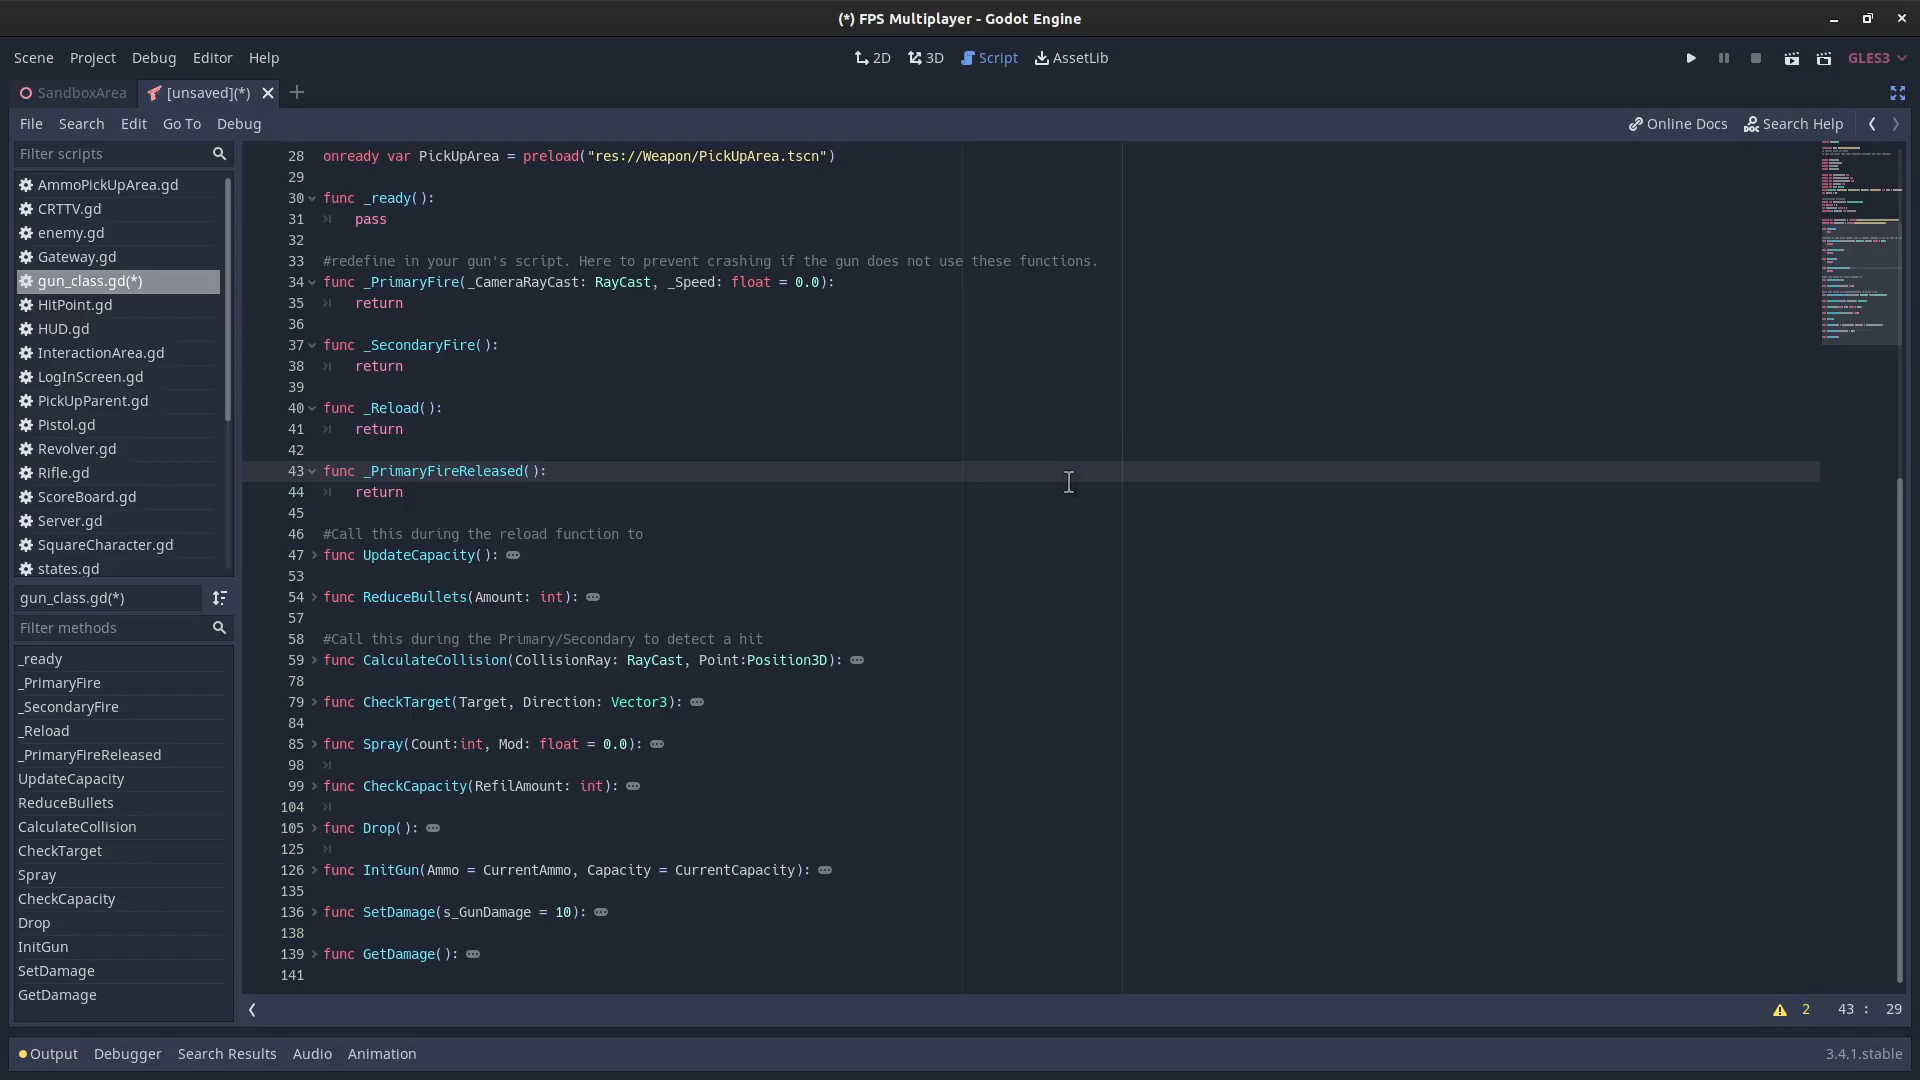 (*) FPS Multiplayer - Godot Engine
Scene Project Debug Editor Help
2D 3D Script AssetLib
GLES3
SandboxArea [unsaved](*)
File Search Edit Go To Debug
Online Docs Search Help
Filter scripts
AmmoPickUpArea.gd
CRTTV.gd
enemy.gd
Gateway.gd
gun_class.gd(*)
HitPoint.gd
HUD.gd
InteractionArea.gd
LogInScreen.gd
PickUpParent.gd
Pistol.gd
Revolver.gd
Rifle.gd
ScoreBoard.gd
Server.gd
SquareCharacter.gd
states.gd
gun_class.gd(*)
Filter methods
_ready
_PrimaryFire
_SecondaryFire
_Reload
_PrimaryFireReleased
UpdateCapacity
ReduceBullets
CalculateCollision
CheckTarget
Spray
CheckCapacity
Drop
InitGun
SetDamage
GetDamage
28 onready var PickUpArea = preload("res://Weapon/PickUpArea.tscn")
29
30 func _ready():
31 pass
32
33 #redefine in your gun's script. Here to prevent crashing if the gun does not use these functions.
34 func _PrimaryFire(_CameraRayCast: RayCast, _Speed: float = 0.0):
35 return
36
37 func _SecondaryFire():
38 return
39
40 func _Reload():
41 return
42
43 func _PrimaryFireReleased():
44 return
45
46 #Call this during the reload function to
47 func UpdateCapacity():
53
54 func ReduceBullets(Amount: int):
57
58 #Call this during the Primary/Secondary to detect a hit
59 func CalculateCollision(CollisionRay: RayCast, Point:Position3D):
78
79 func CheckTarget(Target, Direction: Vector3):
84
85 func Spray(Count:int, Mod: float = 0.0):
98
99 func CheckCapacity(RefilAmount: int):
104
105 func Drop():
125
126 func InitGun(Ammo = CurrentAmmo, Capacity = CurrentCapacity):
135
136 func SetDamage(s_GunDamage = 10):
138
139 func GetDamage():
141
2 43 : 29
Output Debugger Search Results Audio Animation
3.4.1.stable